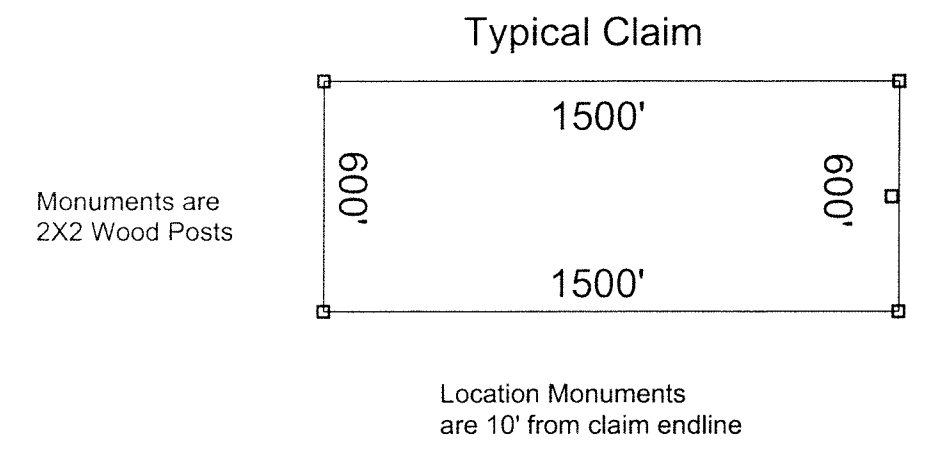 Typical Claim
1500'
600'
600'
Monuments are
2X2 Wood Posts
1500'
Location Monuments
are 10' from claim endline